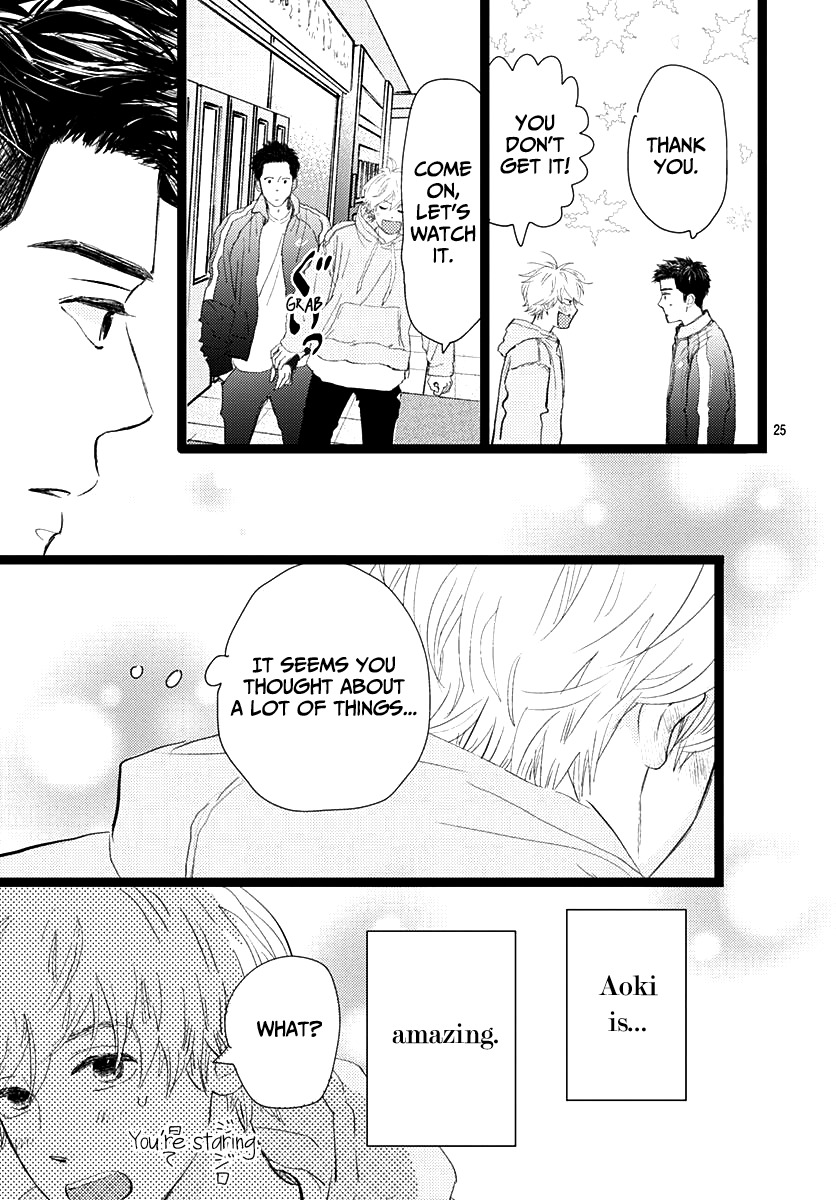 THANK
YOU.
YOU
DON'T
GET IT!
25
COME
ON,
LET'S
WATCH
IT.
GRAB
IT SEEMS YOU
THOUGHT ABOUT
A LOT OF THINGS...
Aoki
is...
amazing.
WHAT?
You're staring